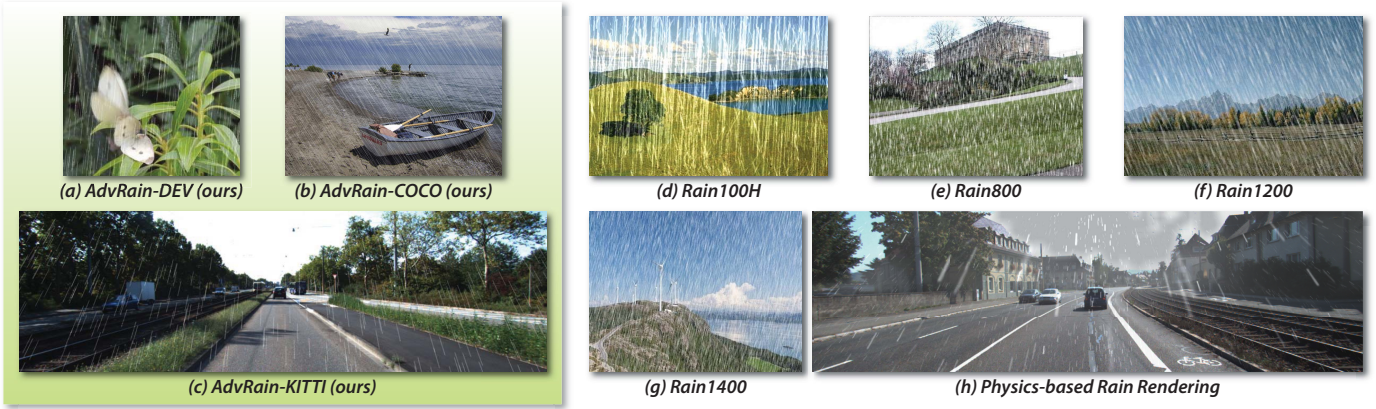 (a) AdvRain-DEV (ours)
(b) AdvRain-COCO (ours)
(c) AdvRain-KITTI (ours)
(d) Rain100H
(e) Rain800
(f) Rain1200
(g) Rain1400
(h) Physics-based Rain Rendering